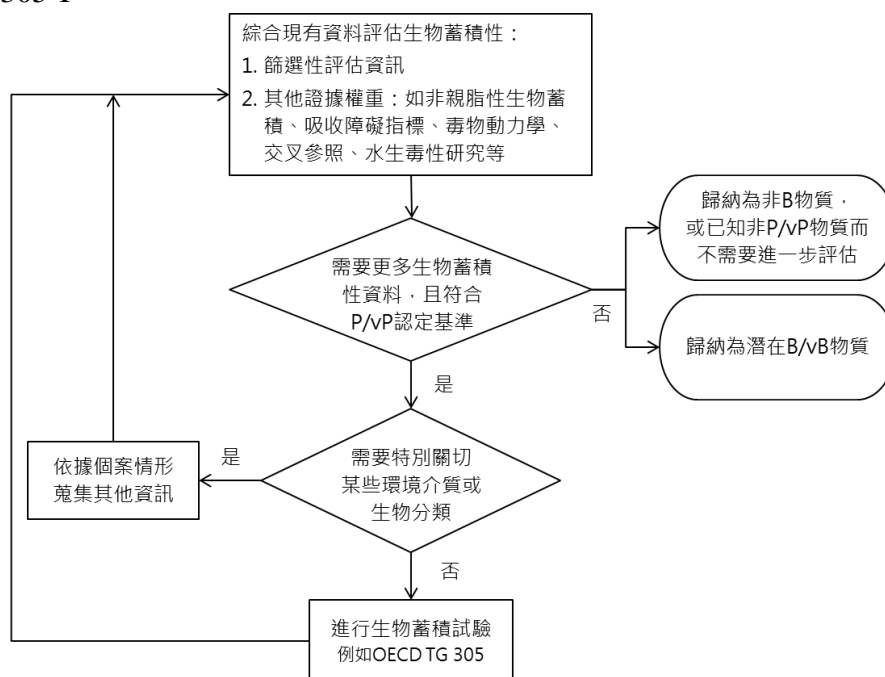 綜合現有資料評估生物蓄積性：
1. 篩選性評估資訊
2. 其他證據權重：如非親脂性生物蓄
積、吸收障礙指標、毒物動力學、
交叉參照、水生毒性研究等
需要更多生物蓄積
性資料，且符合
P/vP認定基準
否
歸納為非B物質，
或已知非P/vP物質而
不需要進一步評估
歸納為潛在B/vB物質
是
需要特別關切
某些環境介質或
生物分類
是
依據個案情形
蒐集其他資訊
否
進行生物蓄積試驗
例如OECD TG 305